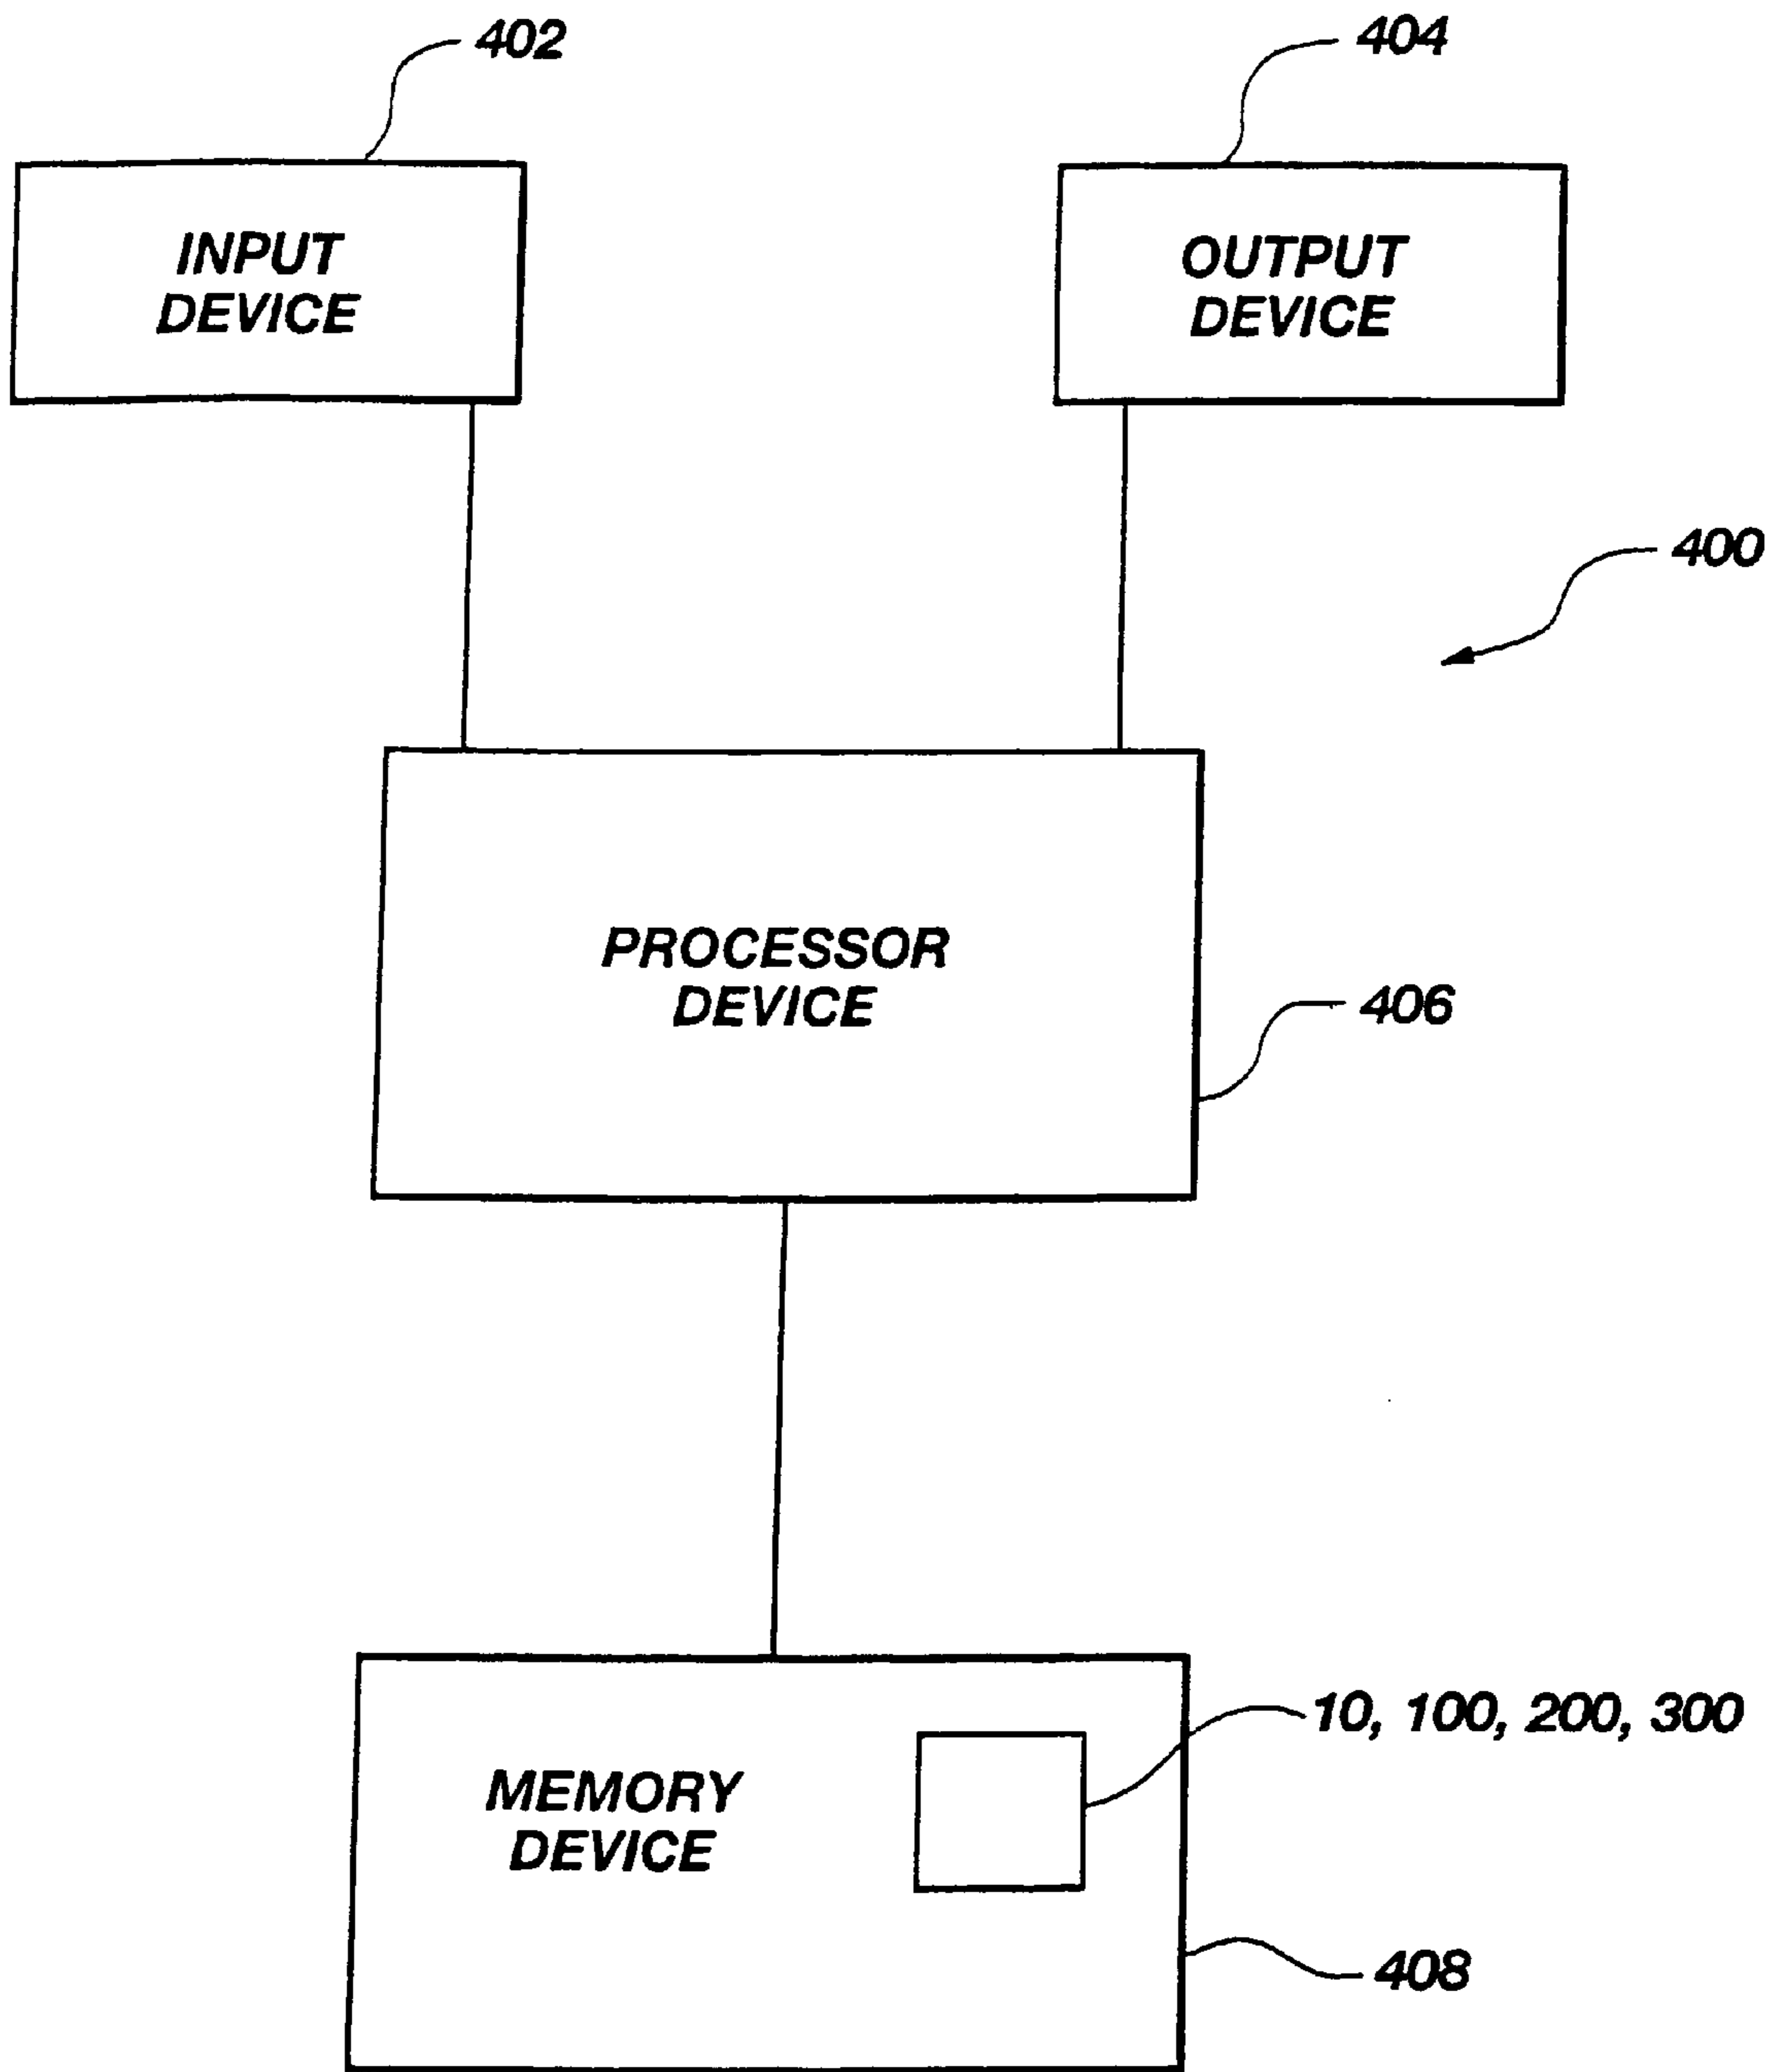 402
404
INPUT
DEVICE
OUTPUT
DEVICE
400
PROCESSOR
DEVICE
406
10, 100, 200, 300
MEMORY
DEVICE
408